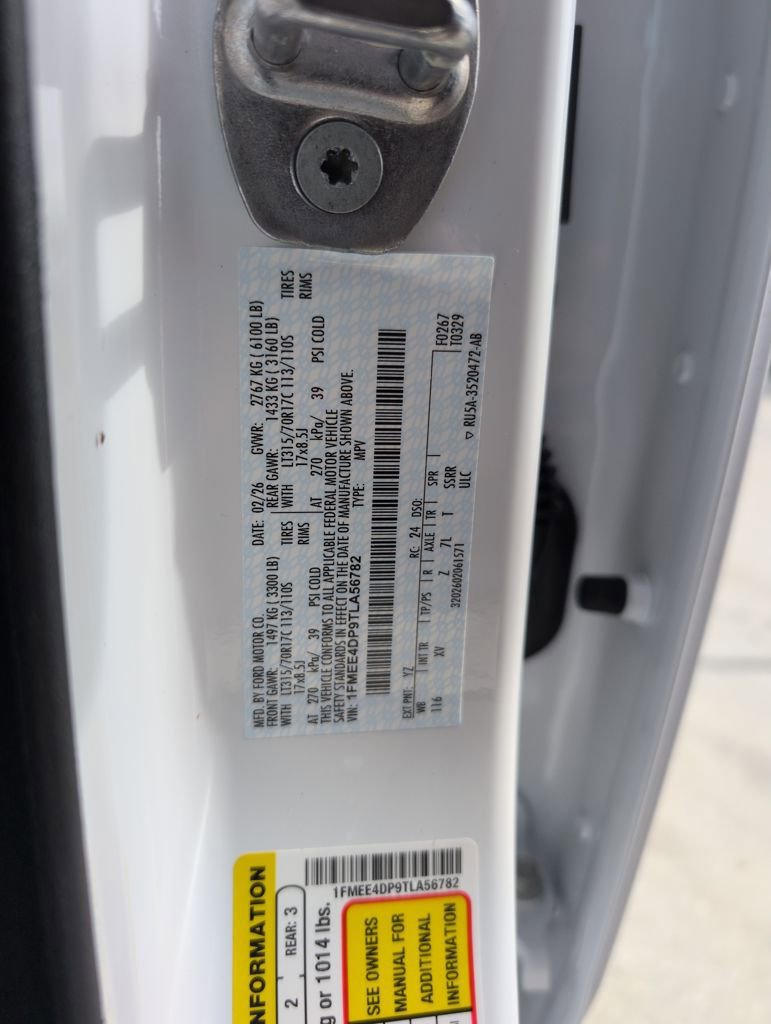 MFD. BY FORD MOTOR CO. DATE: 02/26 GVWR: 2767 KG ( 6100 LB)
FRONT GAWR: 1497 KG ( 3300 LB) REAR GAWR: 1433 KG ( 3160 LB)
WITH LT315/70R17C 113/110S TIRES WITH LT315/70R17C 113/110S TIRES
17x8.5J RIMS 17x8.5J RIMS
AT 270 kPa/ 39 PSI COLD AT 270 kPa/ 39 PSI COLD
THIS VEHICLE CONFORMS TO ALL APPLICABLE FEDERAL MOTOR VEHICLE
SAFETY STANDARDS IN EFFECT ON THE DATE OF MANUFACTURE SHOWN ABOVE.
VIN: 1FMEE4DP9TLA56782 TYPE: MPV
EXT PNT: YZ RC: 24 DSO: F0267
WB INT TR TP/PS R AXLE TR SPR T0329
116 XV Z 7L T SSRR
3202602061571 ULC
RU5A-3520472-AB
NFORMATION
2 REAR: 3
g or 1014 lbs.
1FMEE4DP9TLA56782
SEE OWNERS
MANUAL FOR
ADDITIONAL
INFORMATION